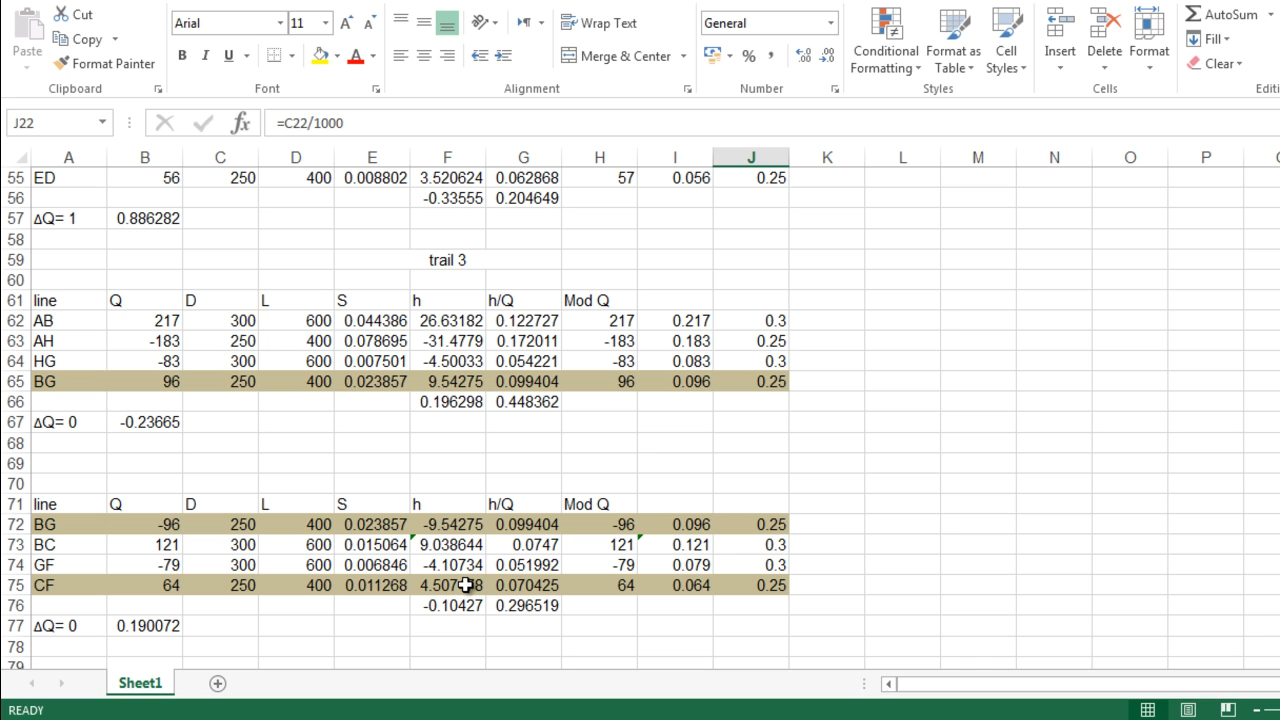 Cut
Arial 11 A A
Wrap Text
General
AutoSum
Paste
Copy
Format Painter
B I U
Merge & Center
$ % ,
Conditional Formatting
Format as Table
Cell Styles
Insert
Delete
Format
Fill
Clear
Clipboard
Font
Alignment
Number
Styles
Cells
J22
fx
=C22/1000
A B C D E F G H I J K L M N O P
55 ED 56 250 400 0.008802 3.520624 0.062868 57 0.056 0.25
56 -0.33555 0.204649
57 ∆Q= 1 0.886282
58
59 trail 3
60
61 line Q D L S h h/Q Mod Q
62 AB 217 300 600 0.044386 26.63182 0.122727 217 0.217 0.3
63 AH -183 250 400 0.078695 -31.4779 0.172011 -183 0.183 0.25
64 HG -83 300 600 0.007501 -4.50033 0.054221 -83 0.083 0.3
65 BG 96 250 400 0.023857 9.54275 0.099404 96 0.096 0.25
66 0.196298 0.448362
67 ∆Q= 0 -0.23665
68
69
70
71 line Q D L S h h/Q Mod Q
72 BG -96 250 400 0.023857 -9.54275 0.099404 -96 0.096 0.25
73 BC 121 300 600 0.015064 9.038644 0.0747 121 0.121 0.3
74 GF -79 300 600 0.006846 -4.10734 0.051992 -79 0.079 0.3
75 CF 64 250 400 0.011268 0.070425 64 0.064 0.25
76 -0.10427 0.296519
77 ∆Q= 0 0.190072
78
79
Sheet1
READY